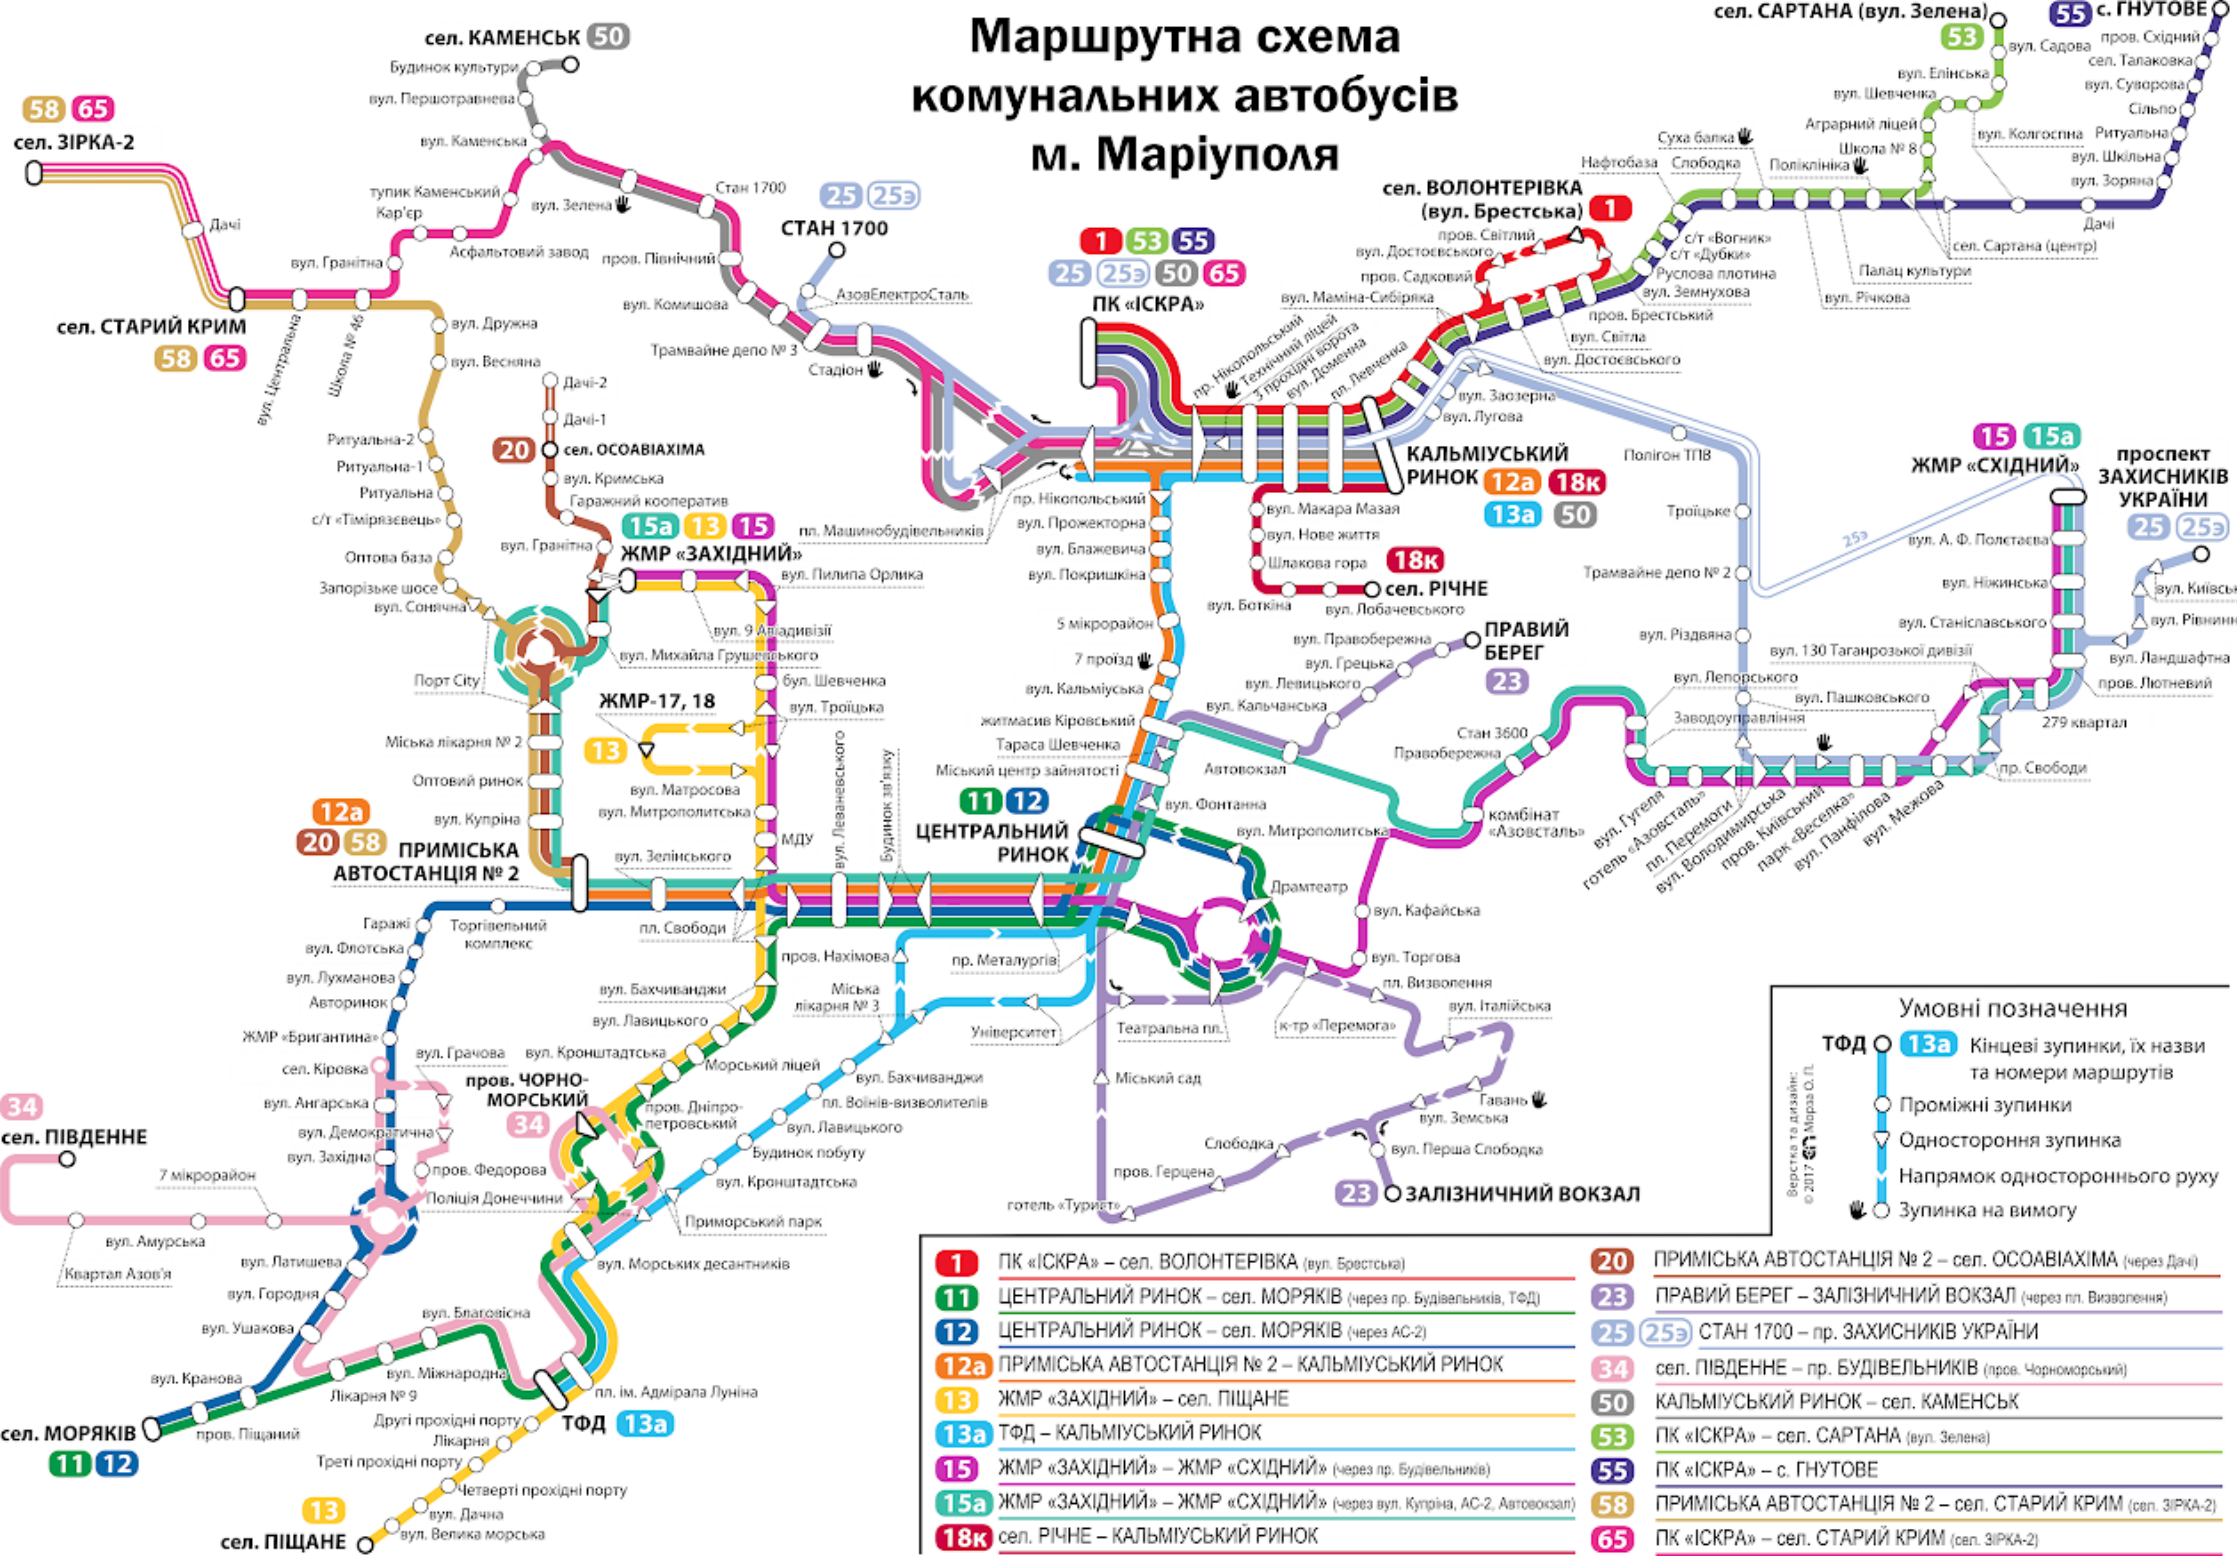 Маршрутна схема
комунальних автобусів
м. Маріуполя
сел. КАМЕНСЬК 50
Будинок культури
вул. Першотравнева
вул. Каменська
тупик Каменський
Кар'єр
вул. Зелена
Асфальтовий завод
вул. Гранітна
Стан 1700
пров. Північний
вул. Комишова
Трамвайне депо № 3
Стадіон
58 65
сел. ЗІРКА-2
Дачі
сел. СТАРИЙ КРИМ
58 65
вул. Центральна
Школа № 46
вул. Дружна
вул. Весняна
Ритуальна-2
Ритуальна-1
Ритуальна
с/т «Тімірязєвець»
Оптова база
Запорізьке шосе
вул. Сонячна
Порт City
Дачі-2
Дачі-1
20 сел. ОСОАВІАХІМА
вул. Кримська
Гаражний кооператив
вул. Гранітна
15а 13 15
ЖМР «ЗАХІДНИЙ»
вул. Пилипа Орлика
вул. 9 Авіадивізії
вул. Михайла Грушевського
бул. Шевченка
ЖМР-17, 18
вул. Троїцька
13
вул. Матросова
вул. Митрополитська
МДУ
Міська лікарня № 2
Оптовий ринок
вул. Купріна
12а
20 58
ПРИМІСЬКА
АВТОСТАНЦІЯ № 2
вул. Зелінського
вул. Леваневського
Будинок зв'язку
пл. Свободи
25 25э
СТАН 1700
АзовЕлектроСталь
1 53 55
25 25э 50 65
ПК «ІСКРА»
пр. Нікопольський
Технічний ліцей
3 прохідні ворота
вул. Доменна
пл. Левченка
пл. Машинобудівельників
КАЛЬМІУСЬКИЙ
РИНОК 12а 18к
13а 50
сел. ВОЛОНТЕРІВКА
(вул. Брестська) 1
пров. Світлий
вул. Достоєвського
пров. Садковий
вул. Маміна-Сибіряка
Нафтобаза
Слободка
Суха балка
Поліклініка
с/т «Вогник»
с/т «Дубки»
Руслова плотина
вул. Земнухова
пров. Брестський
вул. Світла
вул. Достоєвського
вул. Заозерна
вул. Лугова
Палац культури
вул. Річкова
сел. САРТАНА (вул. Зелена)
53
вул. Садова
вул. Елінська
вул. Шевченка
Аграрний ліцей
Школа № 8
вул. Колгоспна
сел. Сартана (центр)
55 с. ГНУТОВЕ
пров. Східний
сел. Талаковка
вул. Суворова
Сільпо
Ритуальна
вул. Шкільна
вул. Зоряна
Дачі
Полігон ТПВ
Троїцьке
Трамвайне депо № 2
вул. Різдвяна
25э
15 15а
ЖМР «СХІДНИЙ»
вул. А. Ф. Полєтаєва
вул. Ніжинська
вул. Станіславського
вул. 130 Таганрозької дивізії
пров. Лютневий
279 квартал
проспект
ЗАХИСНИКІВ
УКРАЇНИ
25 25э
вул. Київсь
вул. Рівнинн
вул. Ландшафтна
пр. Нікопольський
вул. Прожекторна
вул. Блажевича
вул. Покришкіна
5 мікрорайон
7 проїзд
вул. Кальміуська
житмасив Кіровський
Тараса Шевченка
Міський центр зайнятості
11 12
ЦЕНТРАЛЬНИЙ
РИНОК
вул. Макара Мазая
вул. Нове життя
Шлакова гора
18к
сел. РІЧНЕ
вул. Боткіна
вул. Лобачевського
ПРАВИЙ
БЕРЕГ
23
вул. Правобережна
вул. Грецька
вул. Левицького
вул. Кальчанська
Автовокзал
вул. Фонтанна
вул. Митрополитська
Драмтеатр
Стан 3600
Правобережна
комбінат
«Азовсталь»
вул. Лепорського
Заводоуправління
вул. Пашковського
пр. Свободи
вул. Гугеля
готель «Азовсталь»
пл. Перемоги
вул. Володимирська
пров. Київський
парк «Веселка»
вул. Панфілова
вул. Межова
вул. Кафайська
вул. Торгова
пл. Визволення
вул. Італійська
к-тр «Перемога»
Театральна пл.
Університет
пр. Металургів
пров. Нахімова
Міська
лікарня № 3
Міський сад
Гавань
вул. Земська
вул. Перша Слободка
Слободка
пров. Герцена
готель «Турист»
23 ЗАЛІЗНИЧНИЙ ВОКЗАЛ
Гаражі
Торгівельний
комплекс
вул. Флотська
вул. Лухманова
Авторинок
ЖМР «Бригантина»
сел. Кіровка
вул. Грачова
вул. Ангарська
вул. Демократична
вул. Західна
пров. Федорова
34
сел. ПІВДЕННЕ
7 мікрорайон
вул. Амурська
Квартал Азов'я
вул. Латишева
вул. Городня
вул. Ушакова
вул. Кранова
сел. МОРЯКІВ
11 12
пров. Піщаний
Лікарня № 9
вул. Міжнародна
вул. Благовісна
вул. Бахчиванджи
вул. Лавицького
вул. Кронштадтська
Морський ліцей
пров. ЧОРНО-
МОРСЬКИЙ
34
пров. Дніпро-
петровський
Поліція Донеччини
Приморський парк
вул. Морських десантників
вул. Бахчиванджи
пл. Воїнів-визволителів
вул. Лавицького
Будинок побуту
вул. Кронштадтська
пл. ім. Адмірала Луніна
ТФД 13а
Другі прохідні порту
Лікарня
Треті прохідні порту
Четверті прохідні порту
вул. Дачна
вул. Велика морська
13
сел. ПІЩАНЕ
Умовні позначення
ТФД 13а Кінцеві зупинки, їх назви
та номери маршрутів
Проміжні зупинки
Одностороння зупинка
Напрямок одностороннього руху
Зупинка на вимогу
Верстка та дизайн:
© 2017 Морза О. П.
1 ПК «ІСКРА» – сел. ВОЛОНТЕРІВКА (вул. Брестська)
11 ЦЕНТРАЛЬНИЙ РИНОК – сел. МОРЯКІВ (через пр. Будівельників, ТФД)
12 ЦЕНТРАЛЬНИЙ РИНОК – сел. МОРЯКІВ (через АС-2)
12а ПРИМІСЬКА АВТОСТАНЦІЯ № 2 – КАЛЬМІУСЬКИЙ РИНОК
13 ЖМР «ЗАХІДНИЙ» – сел. ПІЩАНЕ
13а ТФД – КАЛЬМІУСЬКИЙ РИНОК
15 ЖМР «ЗАХІДНИЙ» – ЖМР «СХІДНИЙ» (через пр. Будівельників)
15а ЖМР «ЗАХІДНИЙ» – ЖМР «СХІДНИЙ» (через вул. Купріна, АС-2, Автовокзал)
18к сел. РІЧНЕ – КАЛЬМІУСЬКИЙ РИНОК
20 ПРИМІСЬКА АВТОСТАНЦІЯ № 2 – сел. ОСОАВІАХІМА (через Дачі)
23 ПРАВИЙ БЕРЕГ – ЗАЛІЗНИЧНИЙ ВОКЗАЛ (через пл. Визволення)
25 25э СТАН 1700 – пр. ЗАХИСНИКІВ УКРАЇНИ
34 сел. ПІВДЕННЕ – пр. БУДІВЕЛЬНИКІВ (пров. Чорноморський)
50 КАЛЬМІУСЬКИЙ РИНОК – сел. КАМЕНСЬК
53 ПК «ІСКРА» – сел. САРТАНА (вул. Зелена)
55 ПК «ІСКРА» – с. ГНУТОВЕ
58 ПРИМІСЬКА АВТОСТАНЦІЯ № 2 – сел. СТАРИЙ КРИМ (сел. ЗІРКА-2)
65 ПК «ІСКРА» – сел. СТАРИЙ КРИМ (сел. ЗІРКА-2)